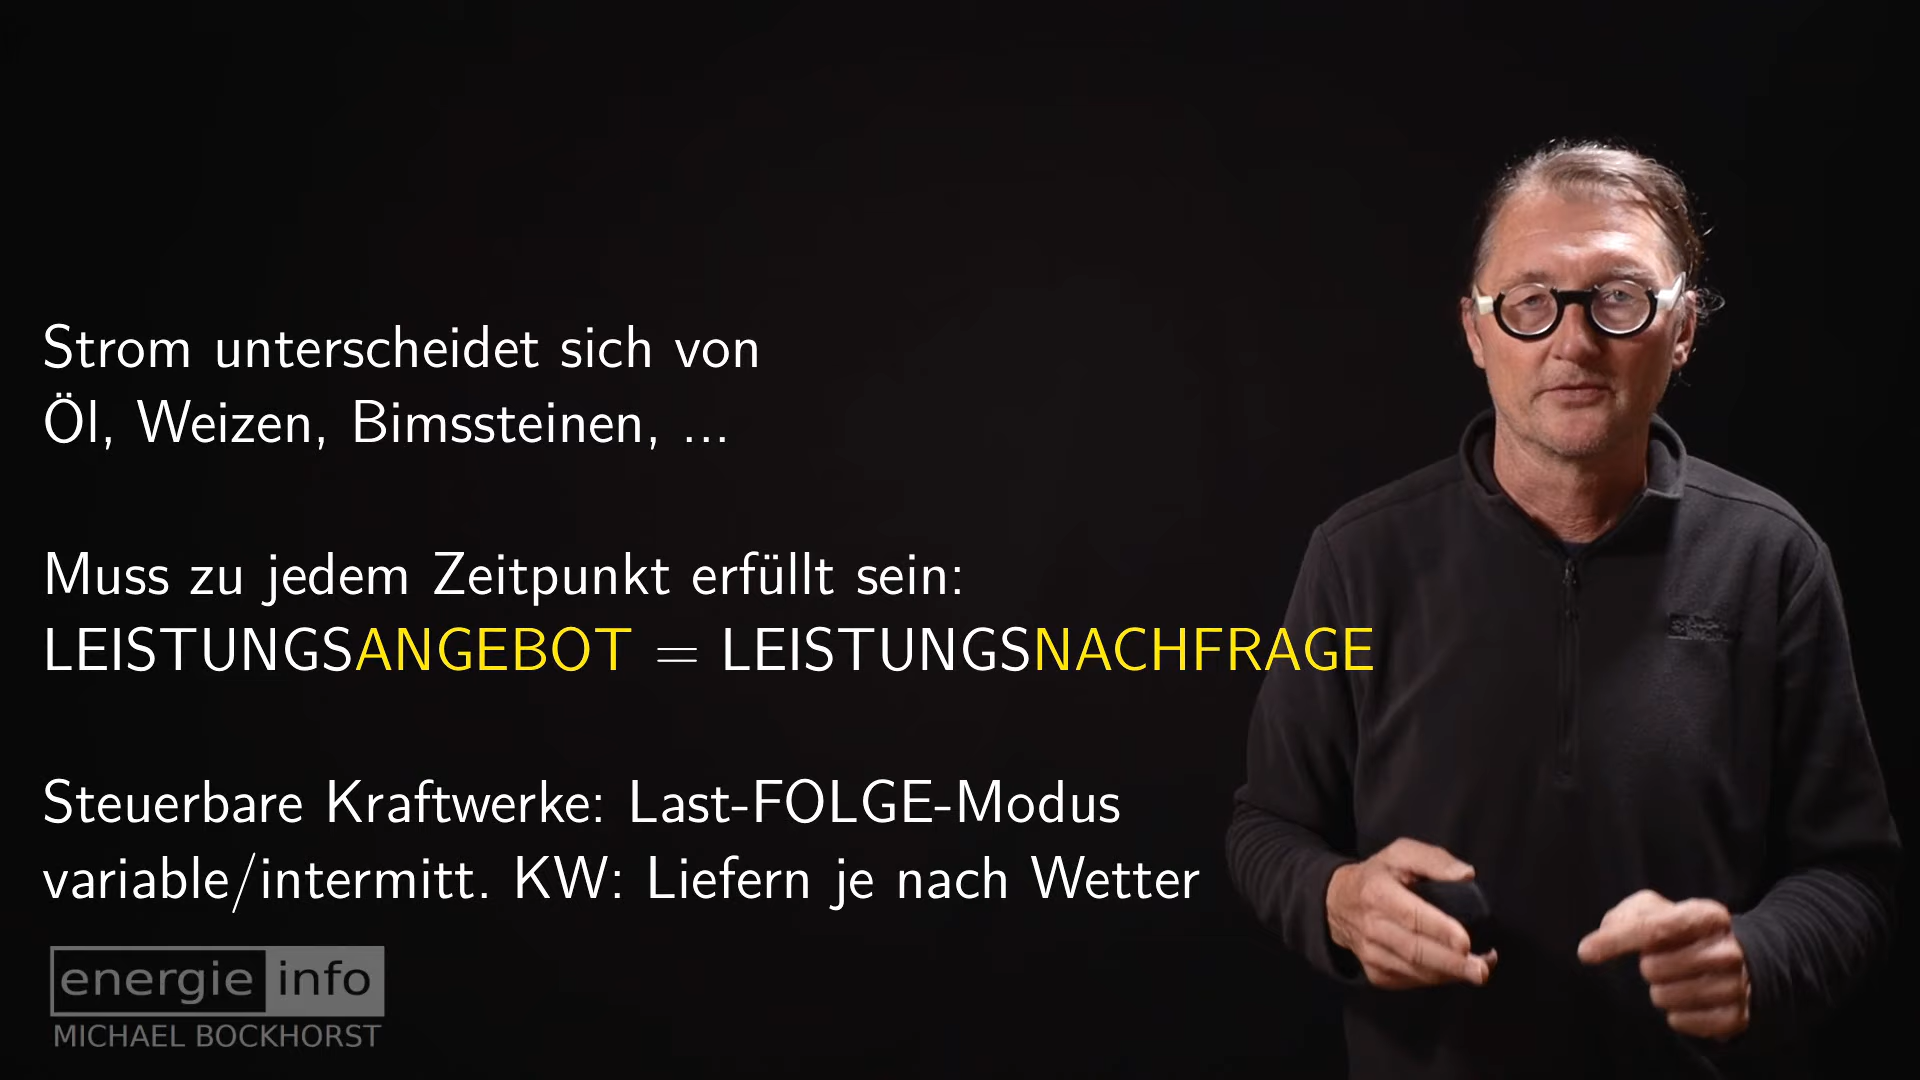 Strom unterscheidet sich von
Öl, Weizen, Bimssteinen, ...
Muss zu jedem Zeitpunkt erfüllt sein:
LEISTUNGSANGEBOT = LEISTUNGSNACHFRAGE
Steuerbare Kraftwerke: Last-FOLGE-Modus
variable/intermitt. KW: Liefern je nach Wetter
energie info
MICHAEL BOCKHORST